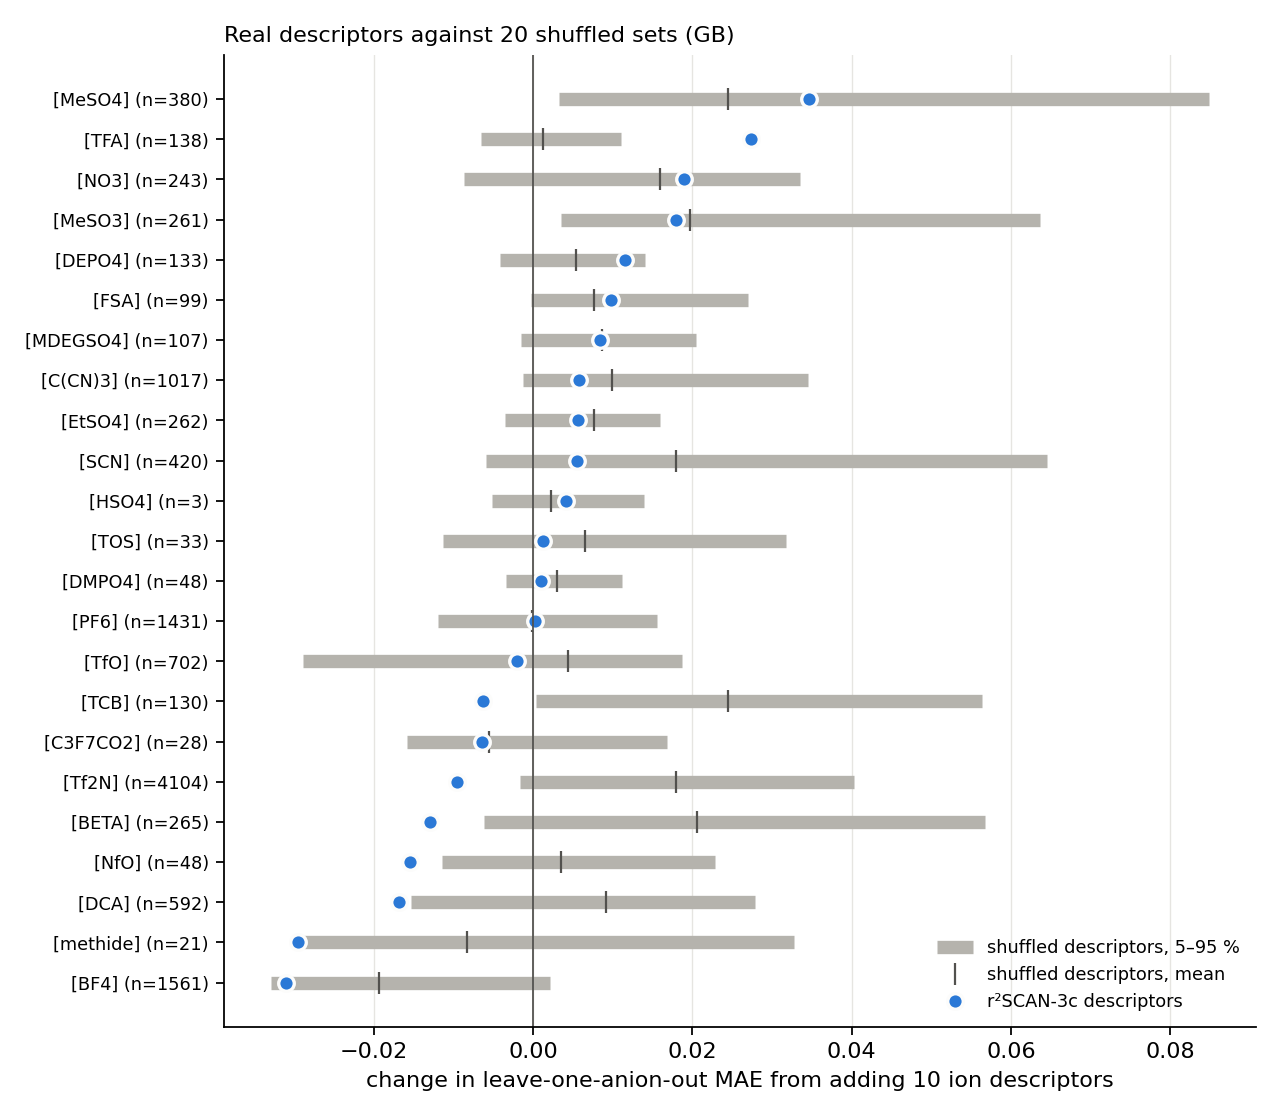 Real descriptors against 20 shuffled sets (GB)
[MeSO4] (n=380)
[TFA] (n=138)
[NO3] (n=243)
[MeSO3] (n=261)
[DEPO4] (n=133)
[FSA] (n=99)
[MDEGSO4] (n=107)
[C(CN)3] (n=1017)
[EtSO4] (n=262)
[SCN] (n=420)
[HSO4] (n=3)
[TOS] (n=33)
[DMPO4] (n=48)
[PF6] (n=1431)
[TfO] (n=702)
[TCB] (n=130)
[C3F7CO2] (n=28)
[Tf2N] (n=4104)
[BETA] (n=265)
[NfO] (n=48)
[DCA] (n=592)
[methide] (n=21)
[BF4] (n=1561)
shuffled descriptors, 5–95 %
shuffled descriptors, mean
r²SCAN-3c descriptors
−0.02 0.00 0.02 0.04 0.06 0.08
change in leave-one-anion-out MAE from adding 10 ion descriptors